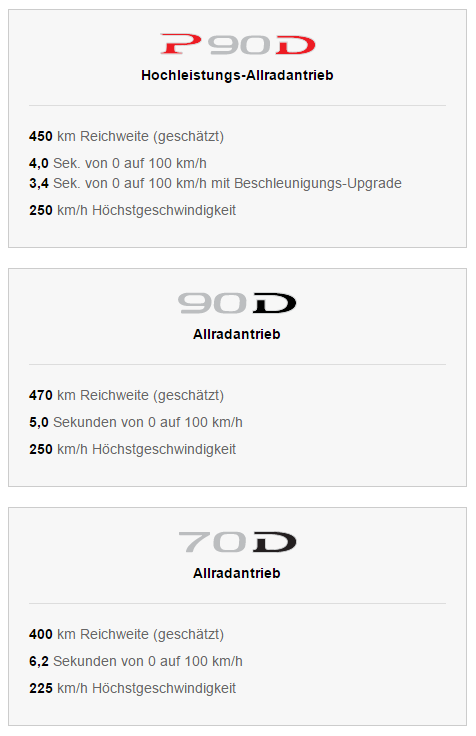 P90D
Hochleistungs-Allradantrieb
450 km Reichweite (geschätzt)
4,0 Sek. von 0 auf 100 km/h
3,4 Sek. von 0 auf 100 km/h mit Beschleunigungs-Upgrade
250 km/h Höchstgeschwindigkeit
90D
Allradantrieb
470 km Reichweite (geschätzt)
5,0 Sekunden von 0 auf 100 km/h
250 km/h Höchstgeschwindigkeit
70D
Allradantrieb
400 km Reichweite (geschätzt)
6,2 Sekunden von 0 auf 100 km/h
225 km/h Höchstgeschwindigkeit